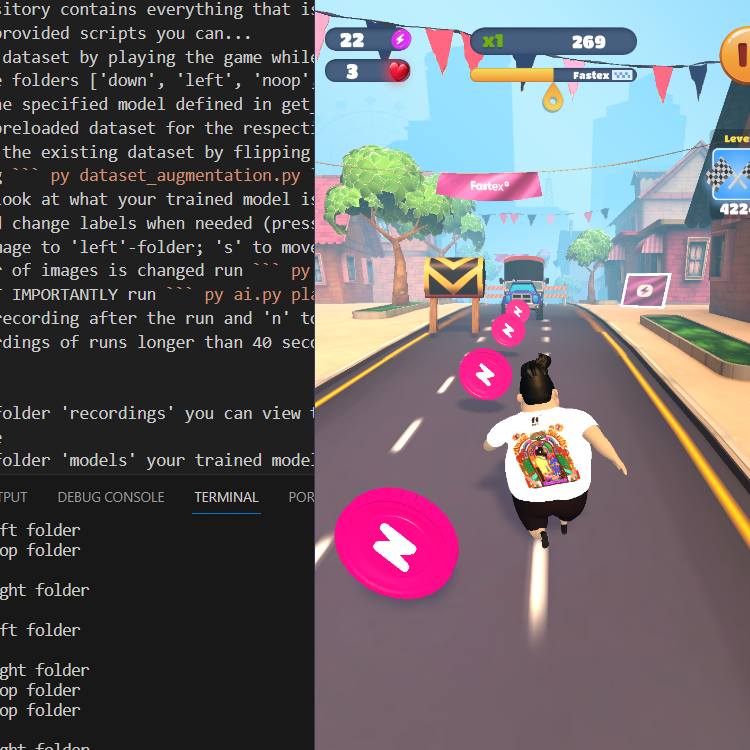 sitory contains everything that is
provided scripts you can...
dataset by playing the game while
e folders ['down', 'left', 'noop'
he specified model defined in get_
preloaded dataset for the respecti
the existing dataset by flipping
g ``` py dataset_augmentation.py
look at what your trained model is
d change labels when needed (press
mage to 'left'-folder; 's' to move
r of images is changed run ``` py
T IMPORTANTLY run ``` py ai.py pla
recording after the run and 'n' to
rdings of runs longer than 40 seco
folder 'recordings' you can view t
e
folder 'models' your trained model
TPUT DEBUG CONSOLE TERMINAL POR
ft folder
op folder
ght folder
ft folder
ght folder
op folder
op folder
ght folder
22
3
x1 269
Fastex
Level
422
Fastex